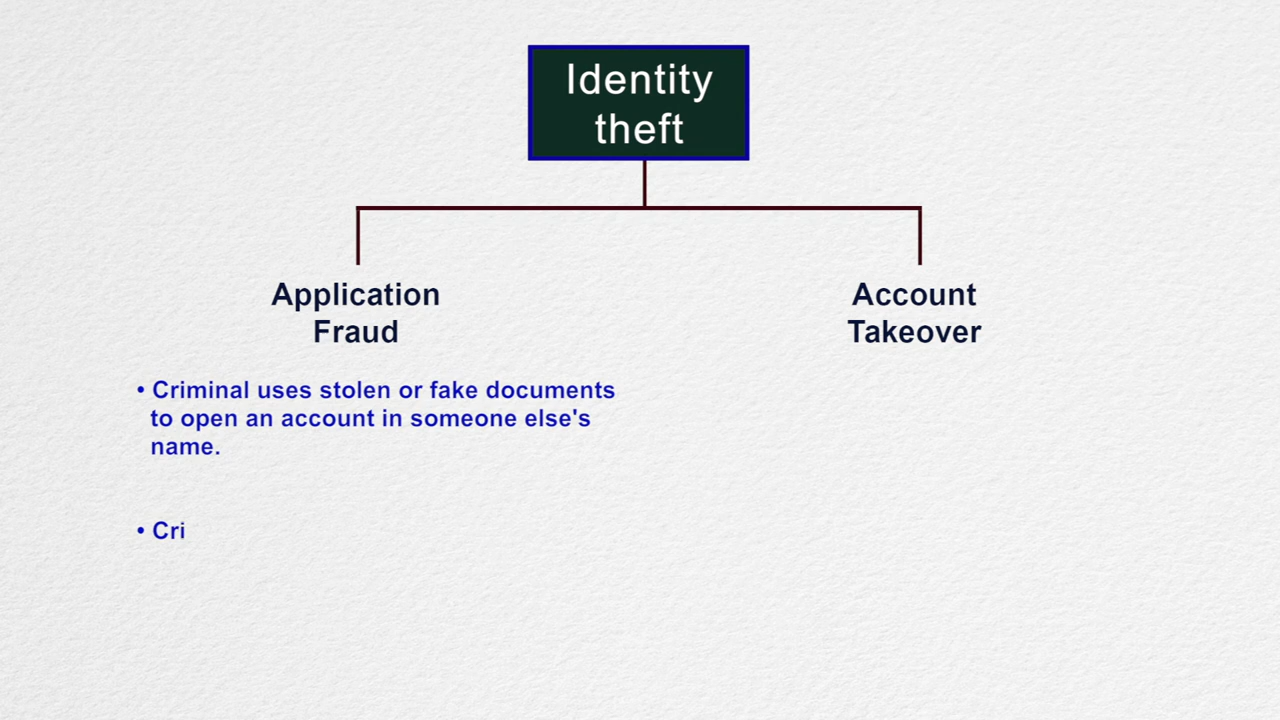 Identity
theft
Application
Fraud
Account
Takeover
• Criminal uses stolen or fake documents
to open an account in someone else's
name.
• Cri